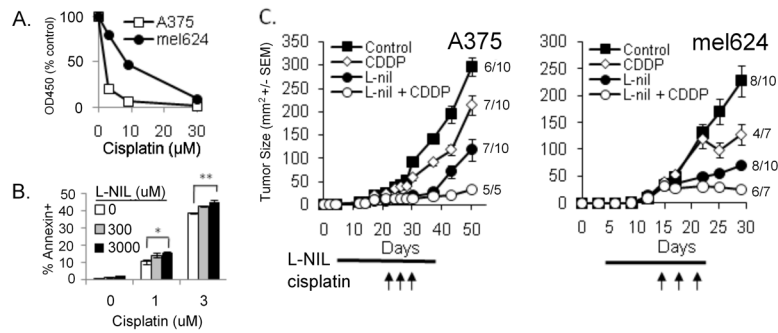 A.
OD450 (% control)
100
50
0
A375
mel624
0 10 20 30
Cisplatin (µM)
B.
L-NIL (uM)
0
300
3000
% Annexin+
50
40
30
20
10
0
*
**
0 1 3
Cisplatin (uM)
C.
Tumor Size (mm2 +/- SEM)
350
300
250
200
150
100
50
0
Control
CDDP
L-nil
L-nil + CDDP
A375
6/10
7/10
7/10
5/5
0 10 20 30 40 50
Days
L-NIL
cisplatin
300
250
200
150
100
50
0
Control
CDDP
L-nil
L-nil + CDDP
mel624
8/10
4/7
8/10
6/7
0 5 10 15 20 25 30
Days